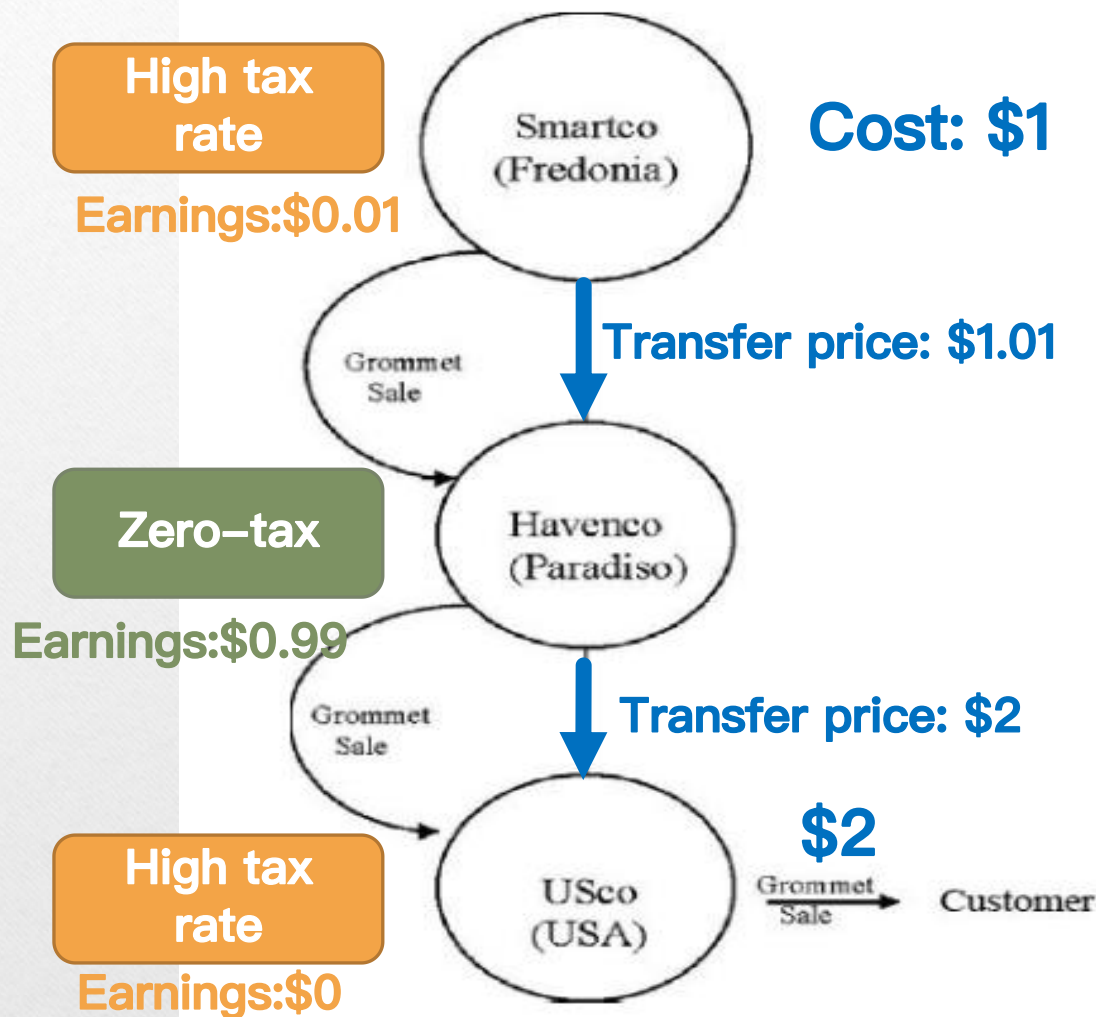 High tax
rate
Smartco
(Fredonia)
Cost: $1
Earnings:$0.01
Transfer price: $1.01
Grommet
Sale
Zero-tax
Havenco
(Paradiso)
Earnings:$0.99
Grommet
Sale
Transfer price: $2
$2
High tax
rate
USco
(USA)
Grommet
Sale
Customer
Earnings:$0